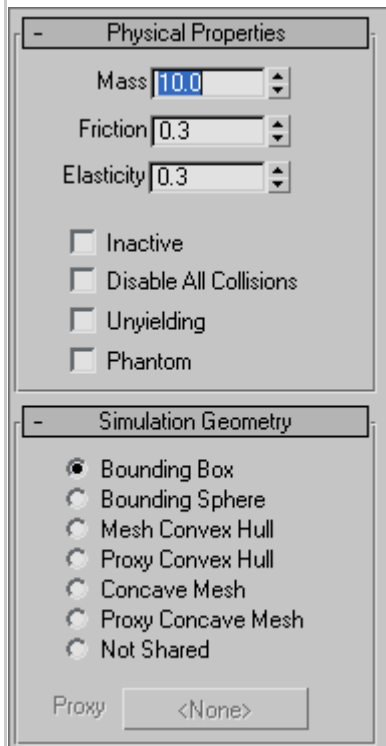 - Physical Properties
Mass 10.0
Friction 0.3
Elasticity 0.3
Inactive
Disable All Collisions
Unyielding
Phantom
- Simulation Geometry
Bounding Box
Bounding Sphere
Mesh Convex Hull
Proxy Convex Hull
Concave Mesh
Proxy Concave Mesh
Not Shared
Proxy <None>